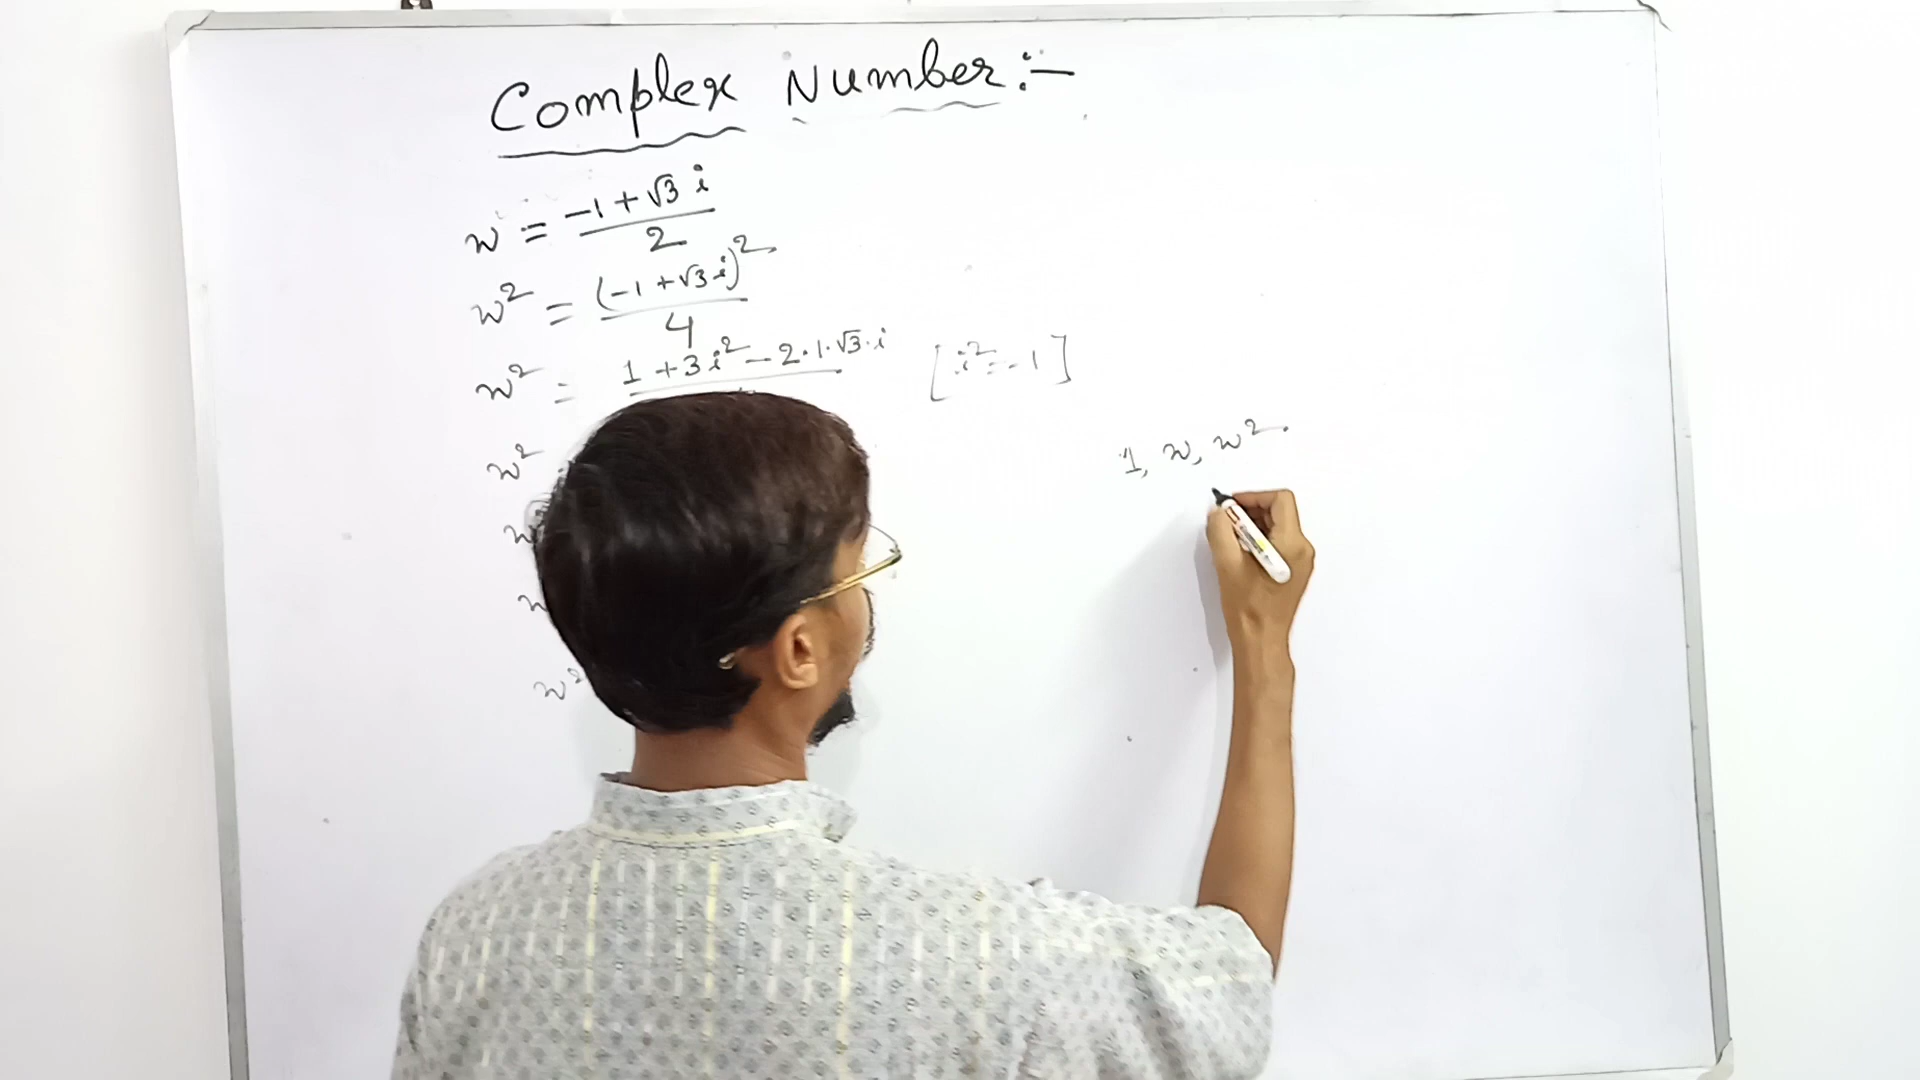 Complex Number:-
w = -1+√3 i / 2
w² = (-1+√3 i)² / 4
w² = 1+3i²-2·1·√3·i [i²=-1]
1, w, w².
w²
w
w
w²